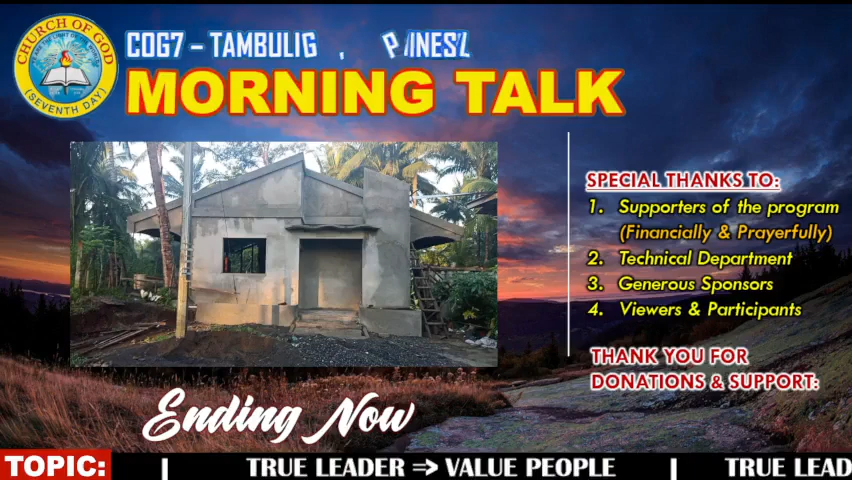 CHURCH OF GOD
(SEVENTH DAY)
COG7 – TAMBULIG ,
MORNING TALK
SPECIAL THANKS TO:
1. Supporters of the program
(Financially & Prayerfully)
2. Technical Department
3. Generous Sponsors
4. Viewers & Participants
THANK YOU FOR
DONATIONS & SUPPORT:
Ending Now
TOPIC: | TRUE LEADER => VALUE PEOPLE | TRUE LEAD